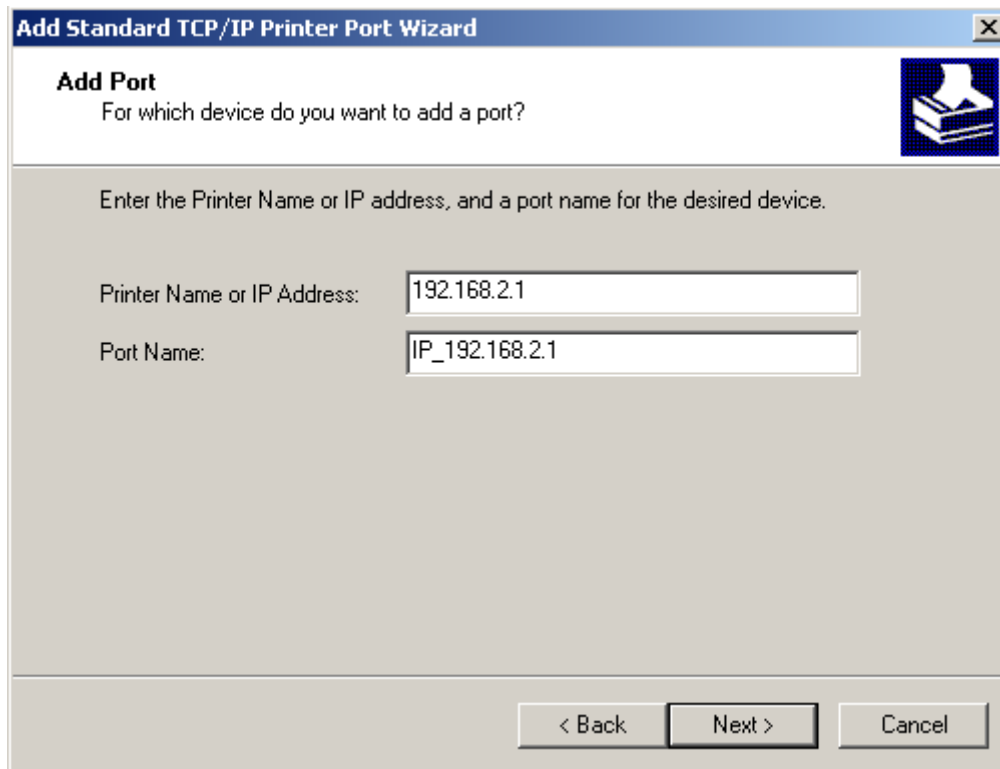 Add Standard TCP/IP Printer Port Wizard
Add Port
For which device do you want to add a port?
Enter the Printer Name or IP address, and a port name for the desired device.
Printer Name or IP Address: 192.168.2.1
Port Name: IP_192.168.2.1
< Back Next > Cancel